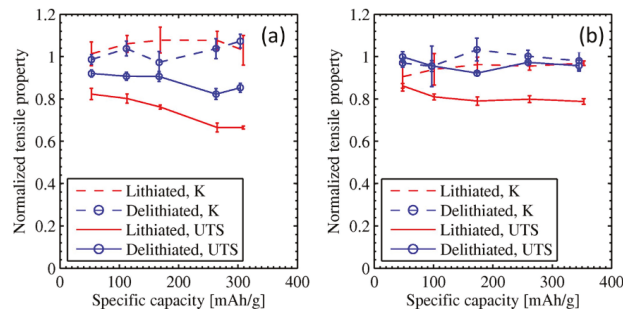 (a)
Normalized tensile property
1.2
1
0.8
0.6
0.4
0.2
0
Lithiated, K
Delithiated, K
Lithiated, UTS
Delithiated, UTS
0 100 200 300 400
Specific capacity [mAh/g]
(b)
Normalized tensile property
1.2
1
0.8
0.6
0.4
0.2
0
Lithiated, K
Delithiated, K
Lithiated, UTS
Delithiated, UTS
0 100 200 300 400
Specific capacity [mAh/g]